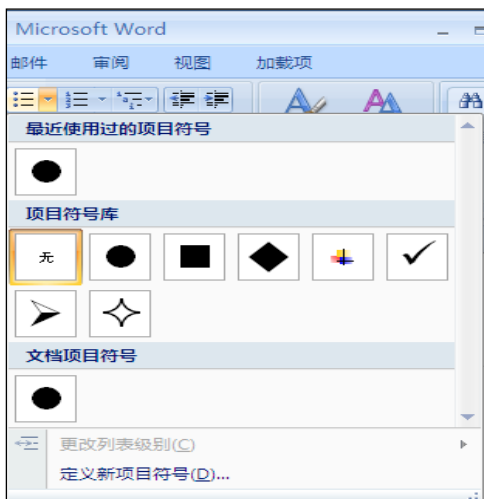 Microsoft Word
邮件 审阅 视图 加载项
最近使用过的项目符号
项目符号库
无
文档项目符号
更改列表级别(C)
定义新项目符号(D)...